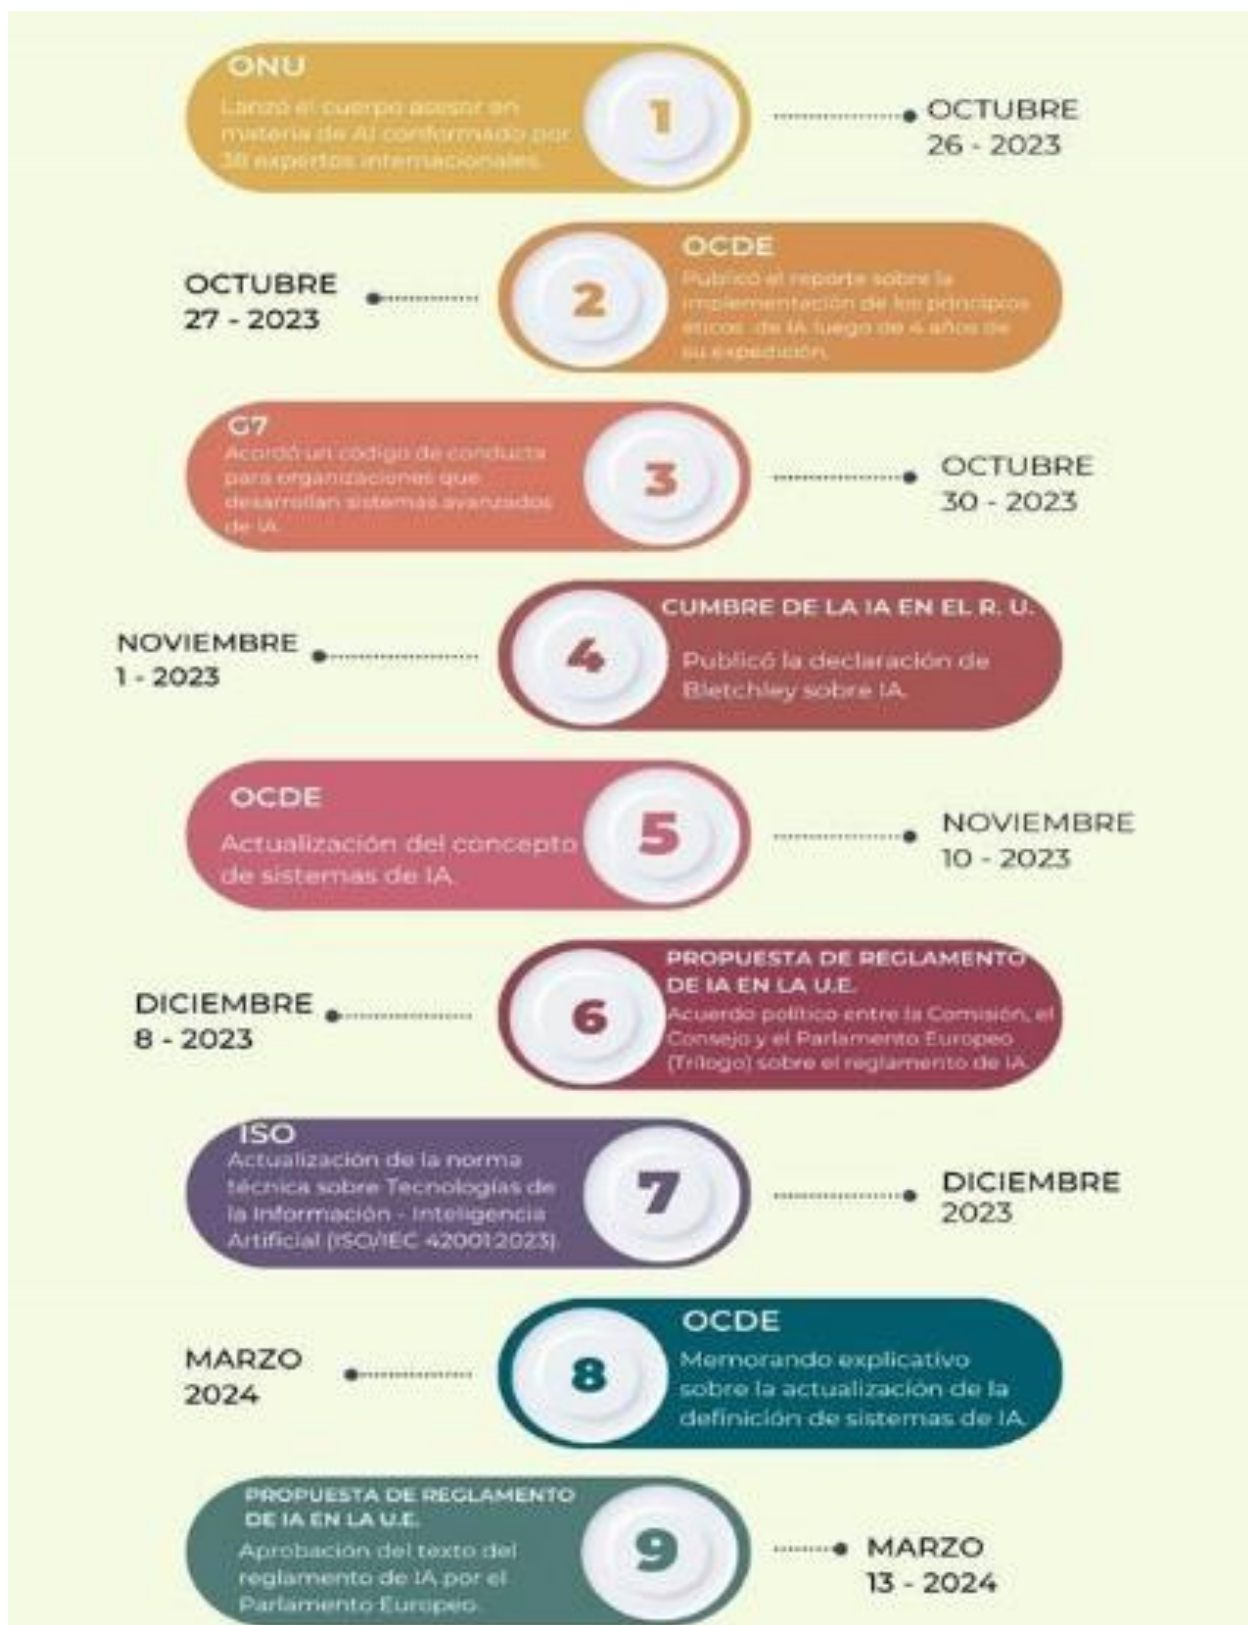 ONU
Lanzó el cuerpo asesor en
materia de AI conformado por
38 expertos internacionales.
1
OCTUBRE
26 - 2023
OCTUBRE
27 - 2023
2
OCDE
Publicó el reporte sobre la
implementación de los principios
éticos de IA luego de 4 años de
su expedición.
G7
Acordó un código de conducta
para organizaciones que
desarrollan sistemas avanzados
de IA.
3
OCTUBRE
30 - 2023
NOVIEMBRE
1 - 2023
4
CUMBRE DE LA IA EN EL R. U.
Publicó la declaración de
Bletchley sobre IA.
OCDE
Actualización del concepto
de sistemas de IA.
5
NOVIEMBRE
10 - 2023
DICIEMBRE
8 - 2023
6
PROPUESTA DE REGLAMENTO
DE IA EN LA U.E.
Acuerdo político entre la Comisión, el
Consejo y el Parlamento Europeo
(Trílogo) sobre el reglamento de IA.
ISO
Actualización de la norma
técnica sobre Tecnologías de
la Información - Inteligencia
Artificial (ISO/IEC 42001:2023).
7
DICIEMBRE
2023
MARZO
2024
8
OCDE
Memorando explicativo
sobre la actualización de la
definición de sistemas de IA.
PROPUESTA DE REGLAMENTO
DE IA EN LA U.E.
Aprobación del texto del
reglamento de IA por el
Parlamento Europeo.
9
MARZO
13 - 2024